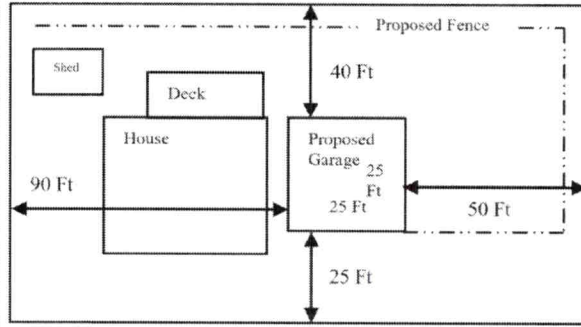 Proposed Fence
Shed
40 Ft
Deck
House
Proposed
Garage
25
Ft
90 Ft
25 Ft
50 Ft
25 Ft